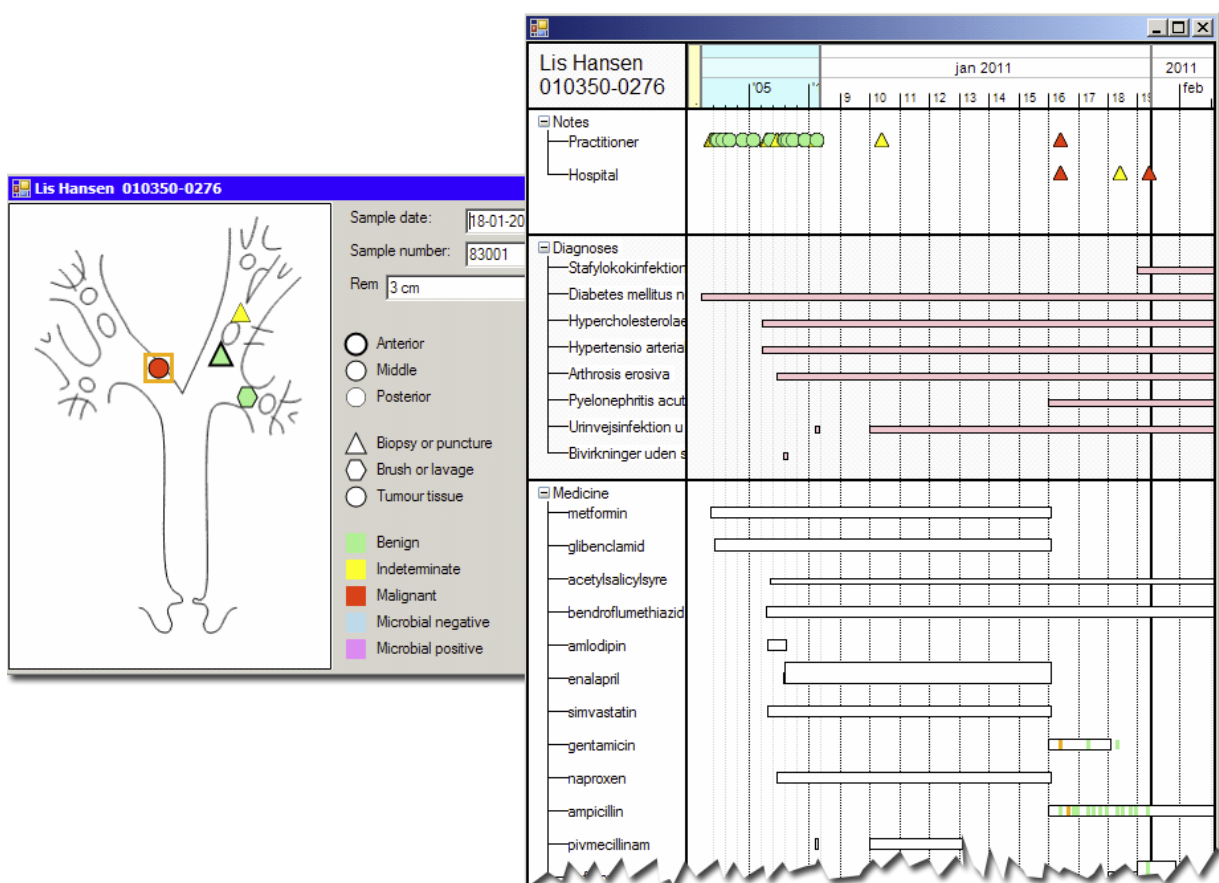 Lis Hansen 010350-0276
Sample date:
18-01-20
Sample number:
83001
Rem
3 cm
Anterior
Middle
Posterior
Biopsy or puncture
Brush or lavage
Tumour tissue
Benign
Indeterminate
Malignant
Microbial negative
Microbial positive
Lis Hansen
010350-0276
jan 2011
2011
'05
9
10
11
12
13
14
15
16
17
18
19
feb
Notes
Practitioner
Hospital
Diagnoses
Stafylokokinfektion
Diabetes mellitus n
Hypercholesterolae
Hypertensio arteria
Arthrosis erosiva
Pyelonephritis acut
Urinvejsinfektion u
Bivirkninger uden s
Medicine
metformin
glibenclamid
acetylsalicylsyre
bendroflumethiazid
amlodipin
enalapril
simvastatin
gentamicin
naproxen
ampicillin
pivmecillinam